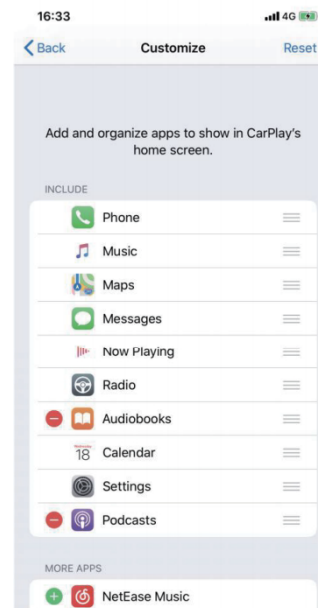 16:33 4G
Back Customize Reset
Add and organize apps to show in CarPlay's
home screen.
INCLUDE
Phone
Music
Maps
Messages
Now Playing
Radio
Audiobooks
18 Calendar
Settings
Podcasts
MORE APPS
NetEase Music